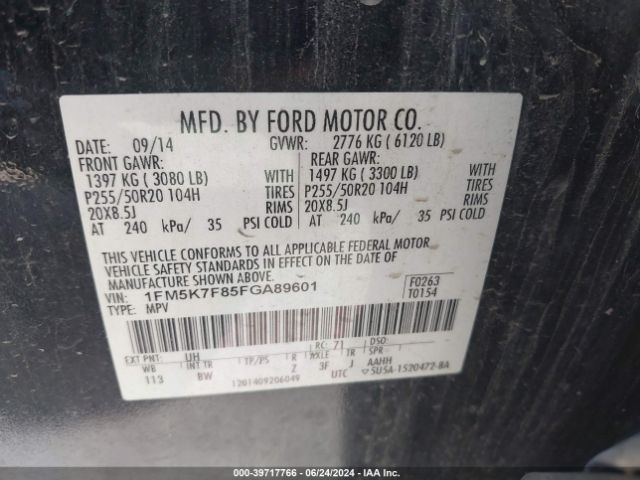 MFD. BY FORD MOTOR CO.
DATE: 09/14 GVWR: 2776 KG ( 6120 LB)
FRONT GAWR: REAR GAWR:
1397 KG ( 3080 LB) WITH 1497 KG ( 3300 LB) WITH
P255/50R20 104H TIRES P255/50R20 104H TIRES
20X8.5J RIMS 20X8.5J RIMS
AT 240 kPa/ 35 PSI COLD AT 240 kPa/ 35 PSI COLD
THIS VEHICLE CONFORMS TO ALL APPLICABLE FEDERAL MOTOR
VEHICLE SAFETY STANDARDS IN EFFECT ON THE DATE OF
MANUFACTURE SHOWN ABOVE.
VIN: 1FM5K7F85FGA89601 F0263
TYPE: MPV T0154
EXT PNT: UH RC: 71 DSO:
WB INT TR TP/PS R AXLE TR SPR
113 BW Z 3F J AAHH
1201409206049 UTC 5U5A-1520472-BA
000-39717766 - 06/24/2024 - IAA Inc.